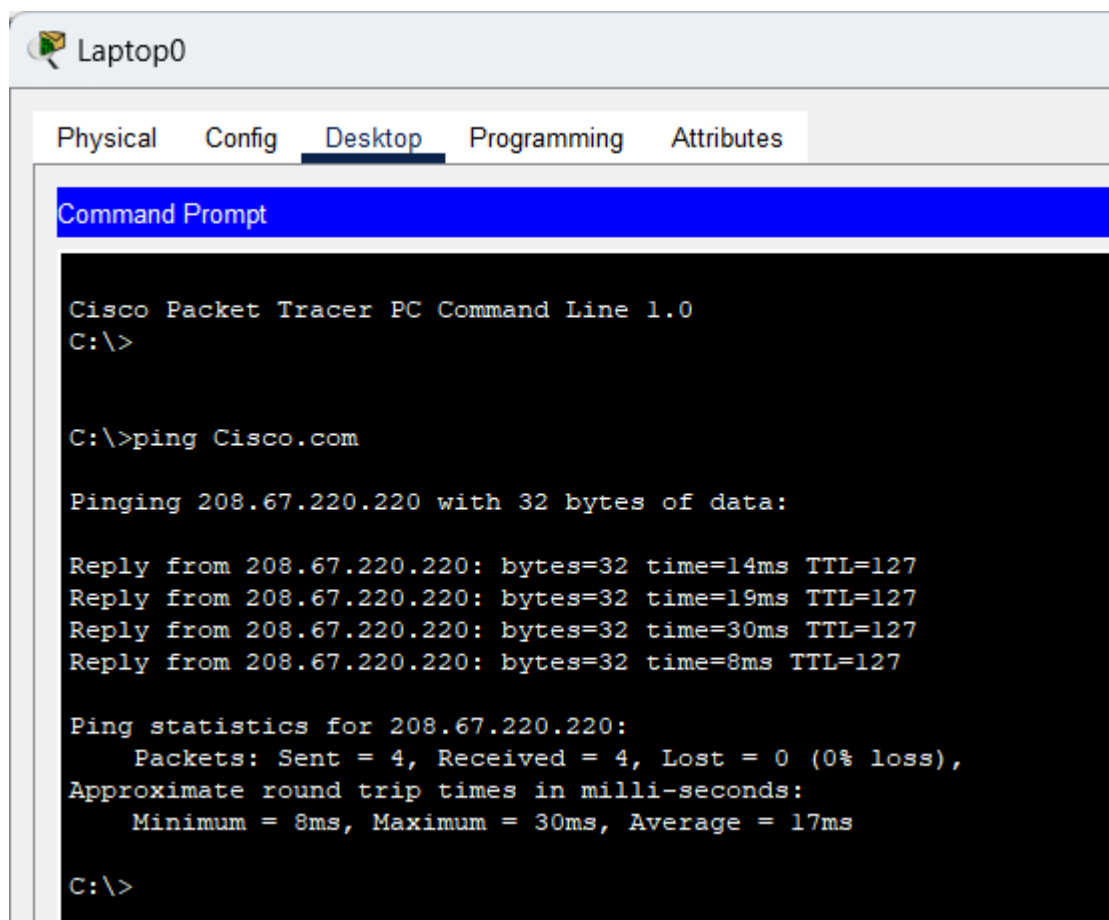 Laptop0
Physical Config Desktop Programming Attributes
Command Prompt
Cisco Packet Tracer PC Command Line 1.0
C:\>
C:\>ping Cisco.com
Pinging 208.67.220.220 with 32 bytes of data:
Reply from 208.67.220.220: bytes=32 time=14ms TTL=127
Reply from 208.67.220.220: bytes=32 time=19ms TTL=127
Reply from 208.67.220.220: bytes=32 time=30ms TTL=127
Reply from 208.67.220.220: bytes=32 time=8ms TTL=127
Ping statistics for 208.67.220.220:
    Packets: Sent = 4, Received = 4, Lost = 0 (0% loss),
Approximate round trip times in milli-seconds:
    Minimum = 8ms, Maximum = 30ms, Average = 17ms
C:\>